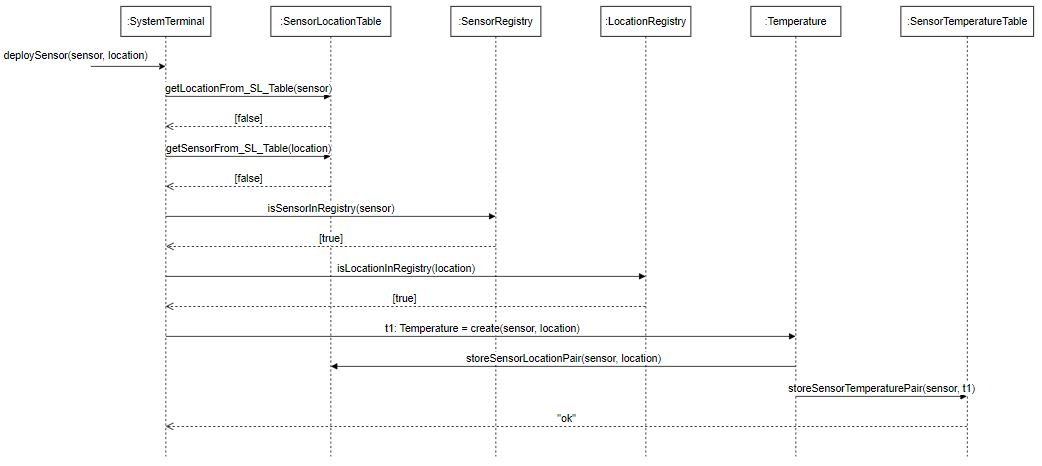 :SystemTerminal
:SensorLocationTable
:SensorRegistry
:LocationRegistry
:Temperature
:SensorTemperatureTable
deploySensor(sensor, location)
getLocationFrom_SL_Table(sensor)
[false]
getSensorFrom_SL_Table(location)
[false]
isSensorInRegistry(sensor)
[true]
isLocationInRegistry(location)
[true]
t1: Temperature = create(sensor, location)
storeSensorLocationPair(sensor, location)
storeSensorTemperaturePair(sensor, t1)
"ok"